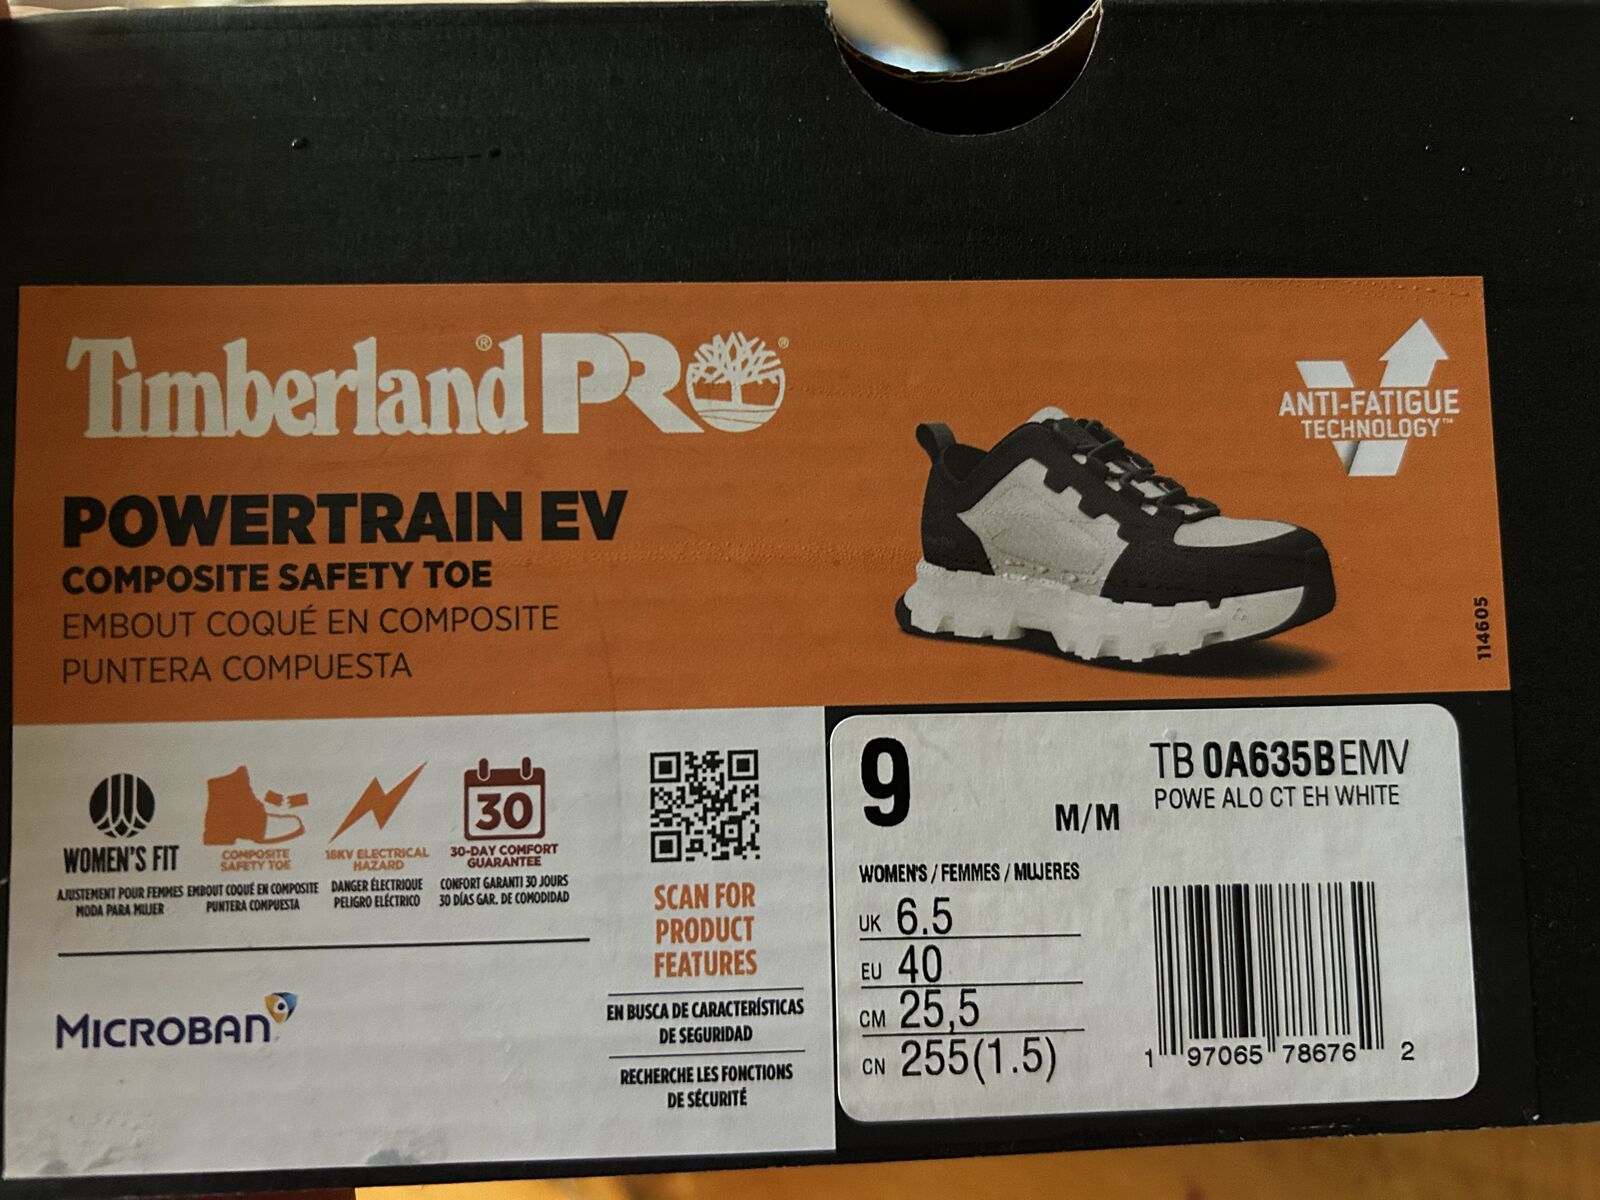 Timberland® PRO®
POWERTRAIN EV
COMPOSITE SAFETY TOE
EMBOUT COQUÉ EN COMPOSITE
PUNTERA COMPUESTA
ANTI-FATIGUE
TECHNOLOGY™
114605
WOMEN'S FIT
AJUSTEMENT POUR FEMMES
MODA PARA MUJER
COMPOSITE
SAFETY TOE
EMBOUT COQUÉ EN COMPOSITE
PUNTERA COMPUESTA
18KV ELECTRICAL
HAZARD
DANGER ÉLECTRIQUE
PELIGRO ELÉCTRICO
30
30-DAY COMFORT
GUARANTEE
CONFORT GARANTI 30 JOURS
30 DÍAS GAR. DE COMODIDAD
MICROBAN
SCAN FOR
PRODUCT
FEATURES
EN BUSCA DE CARACTERÍSTICAS
DE SEGURIDAD
RECHERCHE LES FONCTIONS
DE SÉCURITÉ
9
M/M
TB 0A635BEMV
POWE ALO CT EH WHITE
WOMEN'S / FEMMES / MUJERES
UK 6.5
EU 40
CM 25,5
CN 255(1.5)
1 97065 78676 2